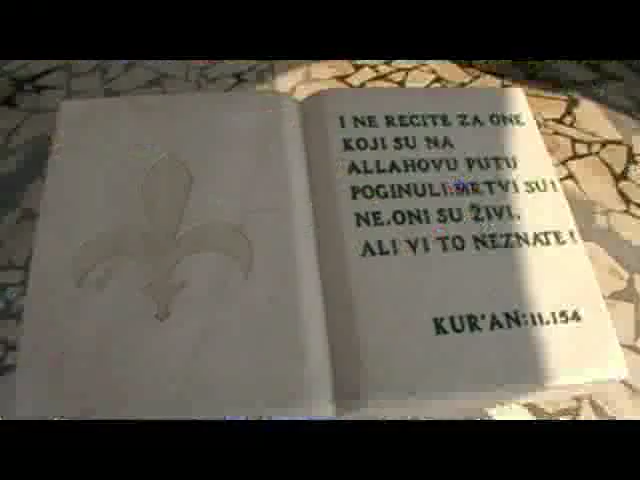 I NE RECITE ZA ONE
KOJI SU NA
ALLAHOVU PUTU
POGINULI:MRTVI SU!
NE.ONI SU ŽIVI,
ALI VI TO NEZNATE!
KUR'AN:11.154